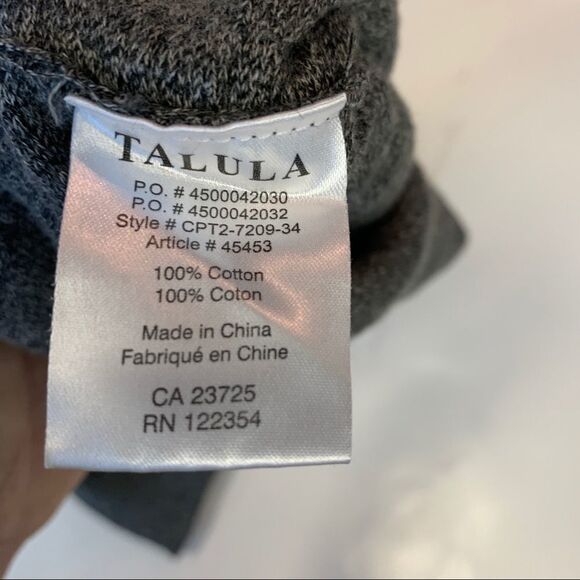 TALULA
P.O. # 4500042030
P.O. # 4500042032
Style # CPT2-7209-34
Article # 45453
100% Cotton
100% Coton
Made in China
Fabriqué en Chine
CA 23725
RN 122354